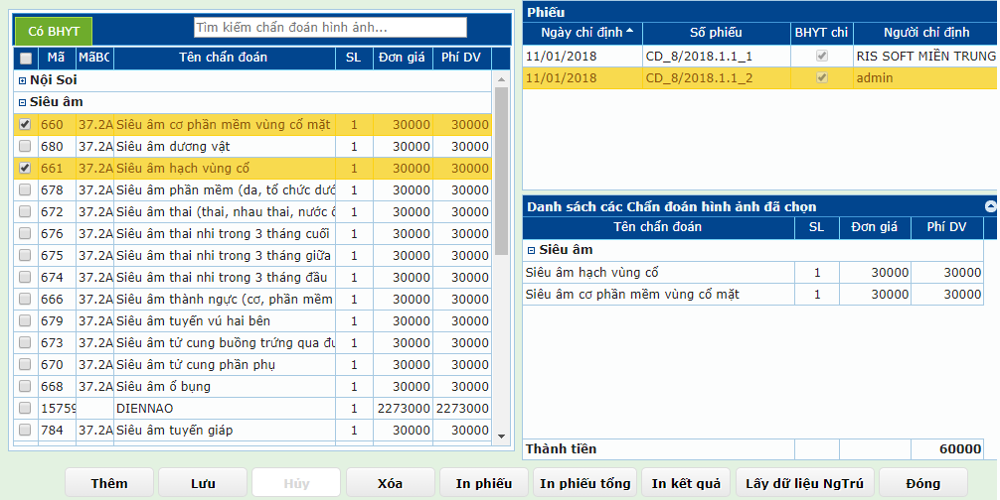 Có BHYT
Tìm kiếm chẩn đoán hình ảnh...
Mã MãBC Tên chẩn đoán SL Đơn giá Phí DV
Nội Soi
Siêu âm
660 37.2A Siêu âm cơ phần mềm vùng cổ mặt 1 30000 30000
680 37.2A Siêu âm dương vật 1 30000 30000
661 37.2A Siêu âm hạch vùng cổ 1 30000 30000
678 37.2A Siêu âm phần mềm (da, tổ chức dướ 1 30000 30000
672 37.2A Siêu âm thai (thai, nhau thai, nước ố 1 30000 30000
676 37.2A Siêu âm thai nhi trong 3 tháng cuối 1 30000 30000
675 37.2A Siêu âm thai nhi trong 3 tháng giữa 1 30000 30000
674 37.2A Siêu âm thai nhi trong 3 tháng đầu 1 30000 30000
666 37.2A Siêu âm thành ngực (cơ, phần mềm 1 30000 30000
679 37.2A Siêu âm tuyến vú hai bên 1 30000 30000
673 37.2A Siêu âm tử cung buồng trứng qua đu 1 30000 30000
670 37.2A Siêu âm tử cung phần phụ 1 30000 30000
668 37.2A Siêu âm ổ bụng 1 30000 30000
15759 DIENNAO 1 2273000 2273000
784 37.2A Siêu âm tuyến giáp 1 30000 30000
Phiếu
Ngày chỉ định Số phiếu BHYT chi Người chỉ định
11/01/2018 CD_8/2018.1.1_1 RIS SOFT MIỀN TRUNG
11/01/2018 CD_8/2018.1.1_2 admin
Danh sách các Chẩn đoán hình ảnh đã chọn
Tên chẩn đoán SL Đơn giá Phí DV
Siêu âm
Siêu âm hạch vùng cổ 1 30000 30000
Siêu âm cơ phần mềm vùng cổ mặt 1 30000 30000
Thành tiền 60000
Thêm Lưu Hủy Xóa In phiếu In phiếu tổng In kết quả Lấy dữ liệu NgTrú Đóng